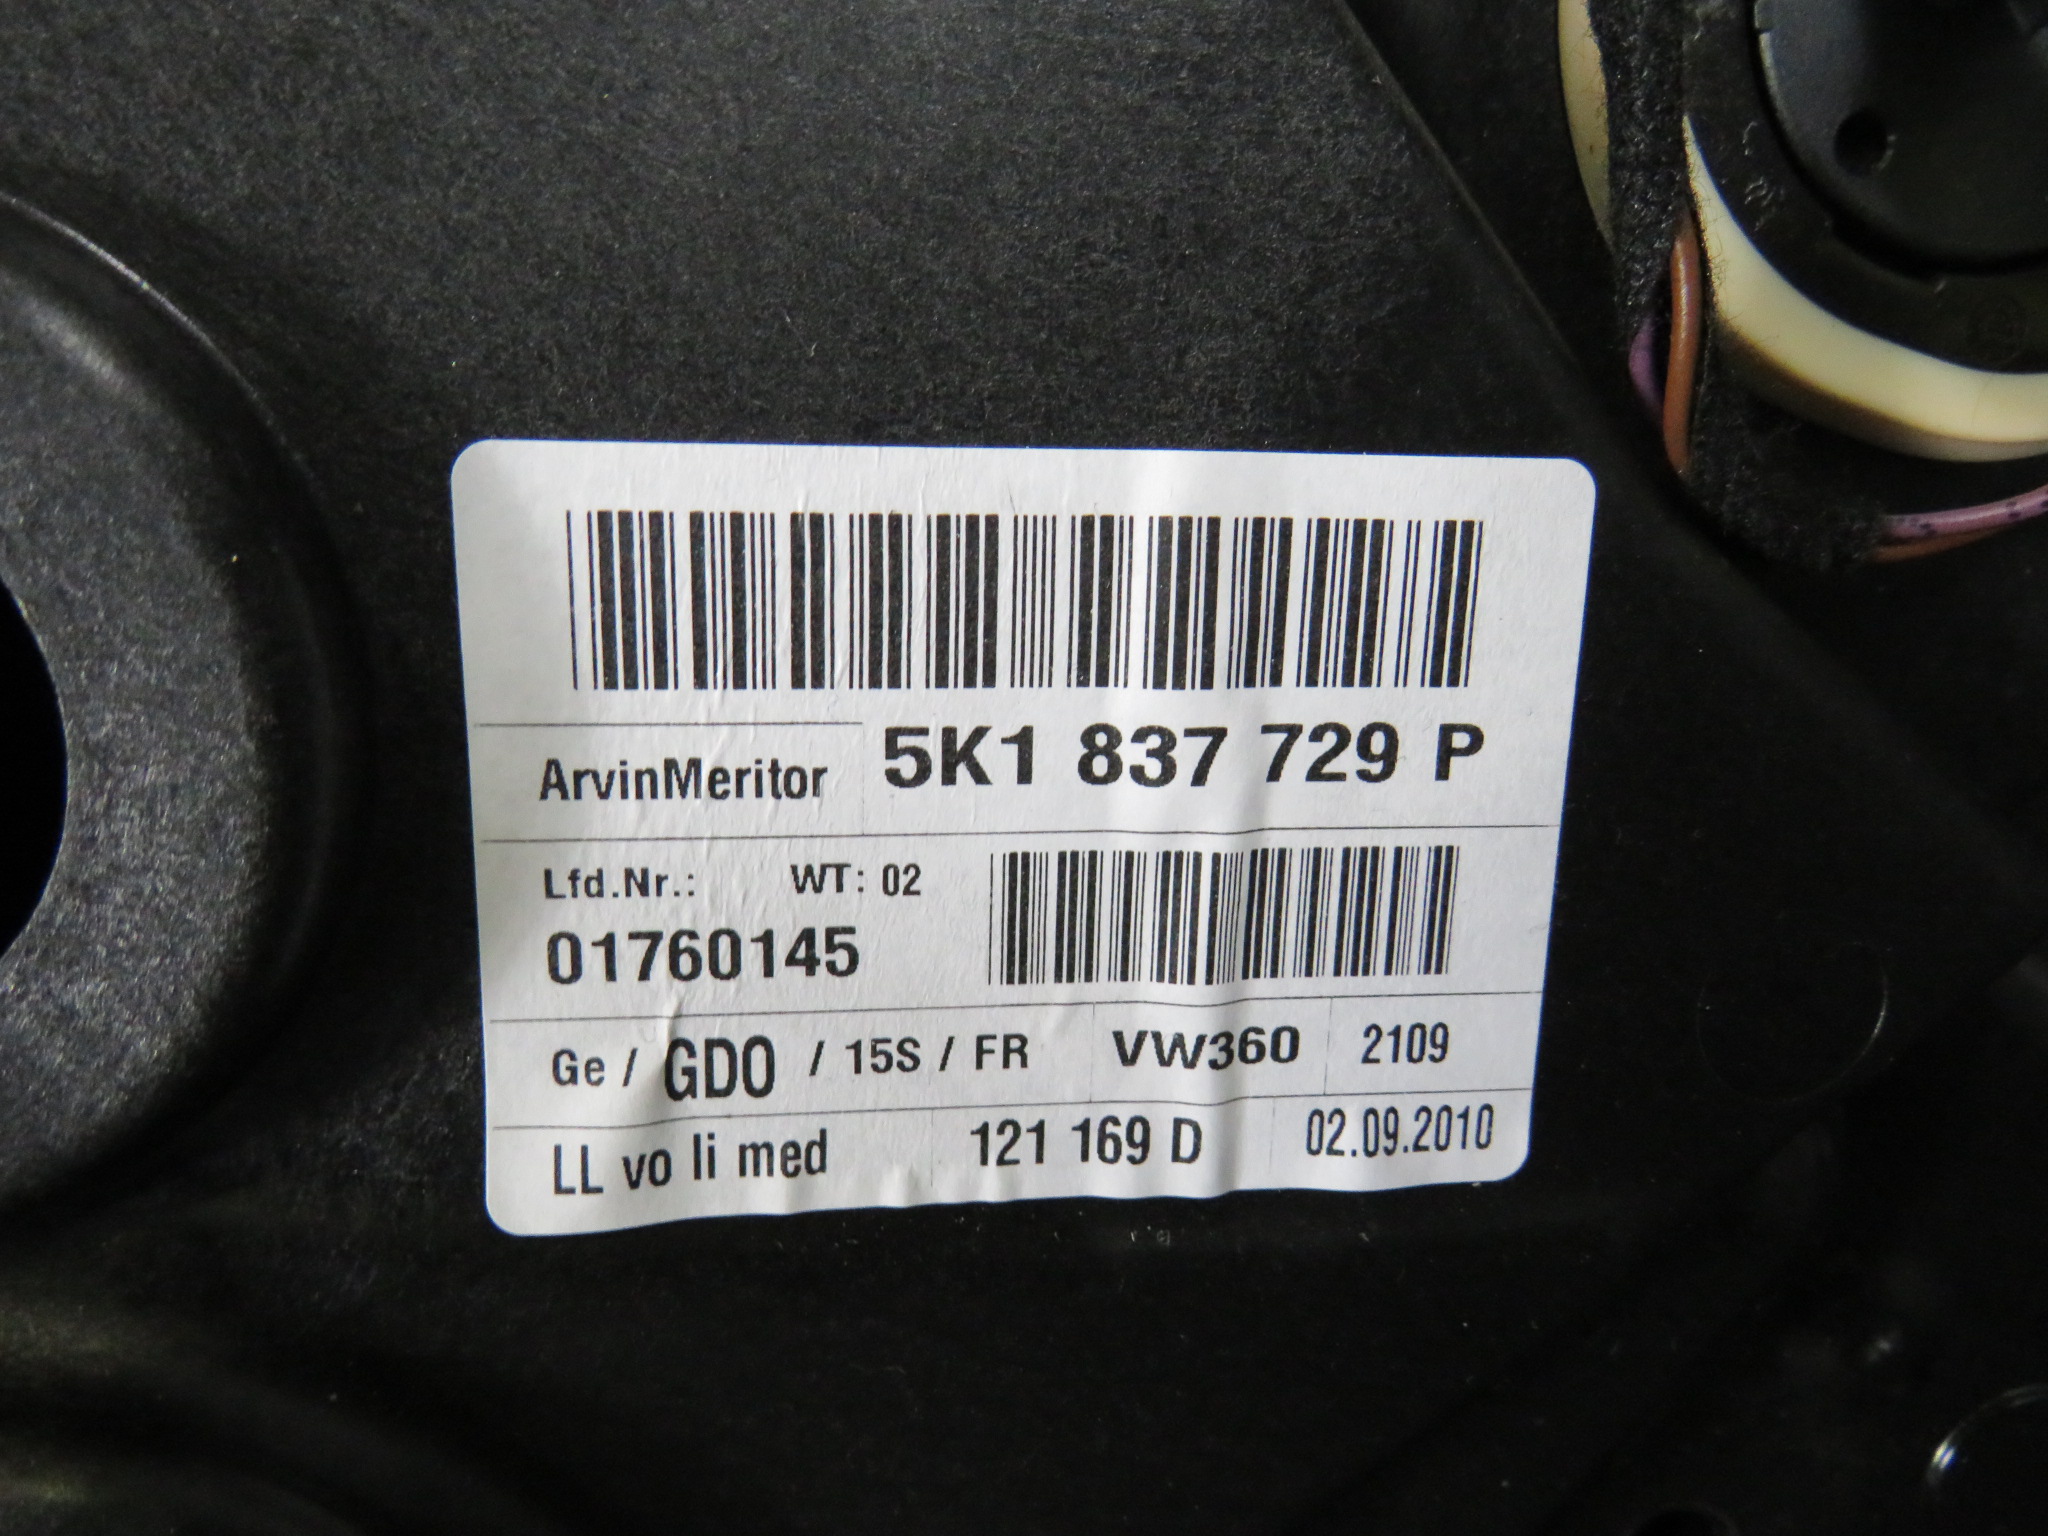 ArvinMeritor 5K1 837 729 P
Lfd.Nr.: WT: 02
01760145
Ge / GDO / 15S / FR VW360 2109
LL vo li med 121 169 D 02.09.2010